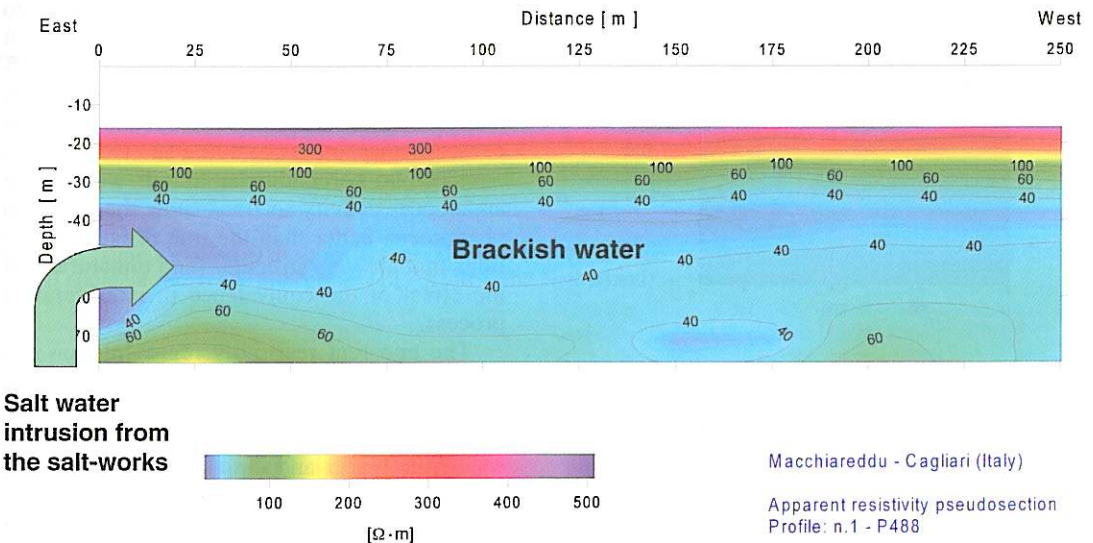 Distance [ m ]
East
West
0 25 50 75 100 125 150 175 200 225 250
Depth [ m ]
-10
-20
-30
-40
300 300
100 100 100 100 100 100 100
60 60 60 60 60 60 60 60
40 40 40 40 40 40 40 40
Brackish water
40 40 40 40
40 40 40 40
40 60 40 40
60 60 60
70
Salt water
intrusion from
the salt-works
100 200 300 400 500
[Ω·m]
Macchiareddu - Cagliari (Italy)
Apparent resistivity pseudosection
Profile: n.1 - P488